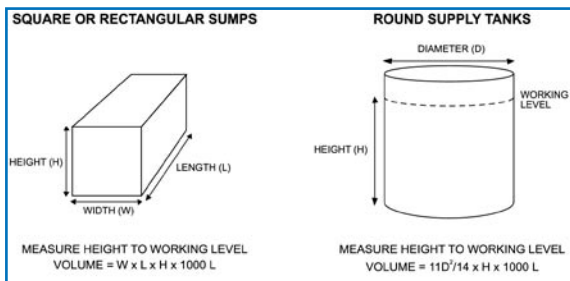 SQUARE OR RECTANGULAR SUMPS
HEIGHT (H)
LENGTH (L)
WIDTH (W)
MEASURE HEIGHT TO WORKING LEVEL
VOLUME = W x L x H x 1000 L
ROUND SUPPLY TANKS
DIAMETER (D)
WORKING
LEVEL
HEIGHT (H)
MEASURE HEIGHT TO WORKING LEVEL
VOLUME = 11D²/14 x H x 1000 L